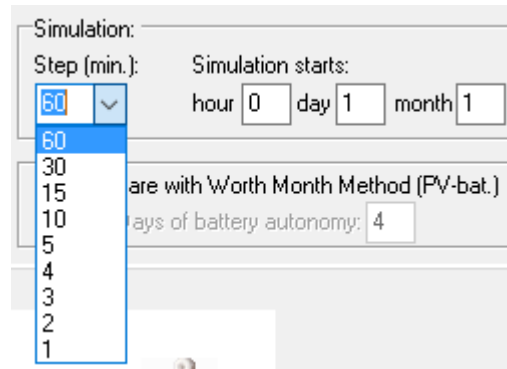 Simulation:
Step (min.): Simulation starts:
60 hour 0 day 1 month 1
60
30
15 are with Worth Month Method (PV-bat.)
10 ays of battery autonomy: 4
5
4
3
2
1